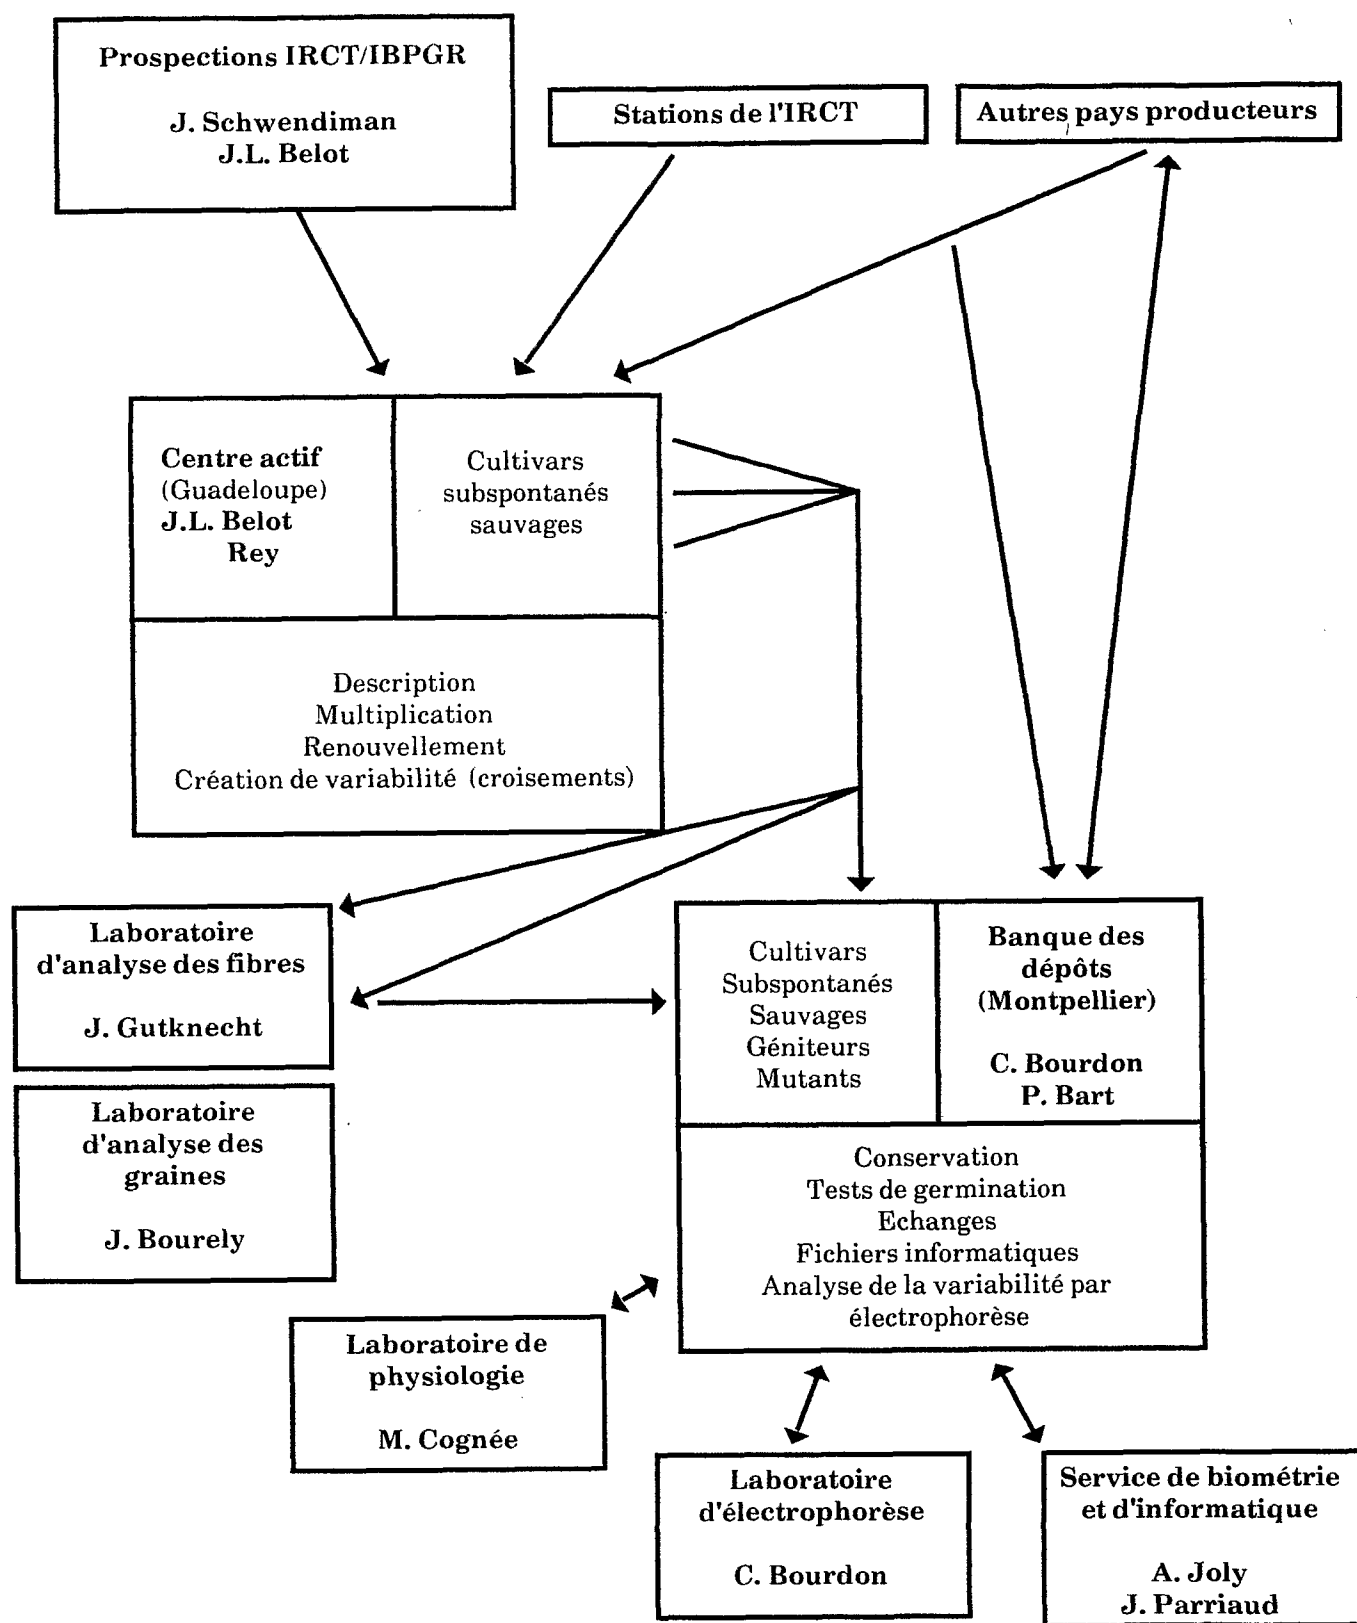 Prospections IRCT/IBPGR
J. Schwendiman
J.L. Belot
Stations de l'IRCT
Autres pays producteurs
Centre actif
(Guadeloupe)
J.L. Belot
Rey
Cultivars
subspontanés
sauvages
Description
Multiplication
Renouvellement
Création de variabilité (croisements)
Laboratoire
d'analyse des fibres
J. Gutknecht
Laboratoire
d'analyse des
graines
J. Bourely
Cultivars
Subspontanés
Sauvages
Géniteurs
Mutants
Banque des
dépôts
(Montpellier)
C. Bourdon
P. Bart
Conservation
Tests de germination
Echanges
Fichiers informatiques
Analyse de la variabilité par
électrophorèse
Laboratoire de
physiologie
M. Cognée
Laboratoire
d'électrophorèse
C. Bourdon
Service de biométrie
et d'informatique
A. Joly
J. Parriaud